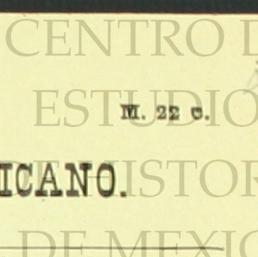 CENTRO D
ESTUDIO
M. 22 c.
ICANO.
HISTOR
DE MEXIC